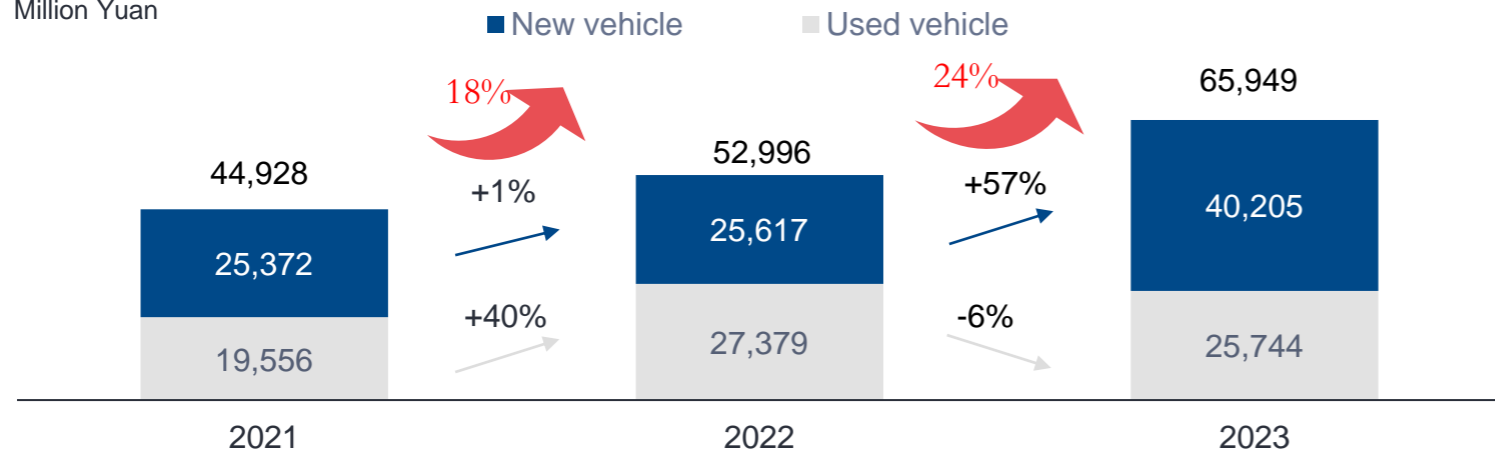 Million Yuan
New vehicle Used vehicle
18% 24%
44,928 52,996 65,949
+1% +57%
25,372 25,617 40,205
+40% -6%
19,556 27,379 25,744
2021 2022 2023